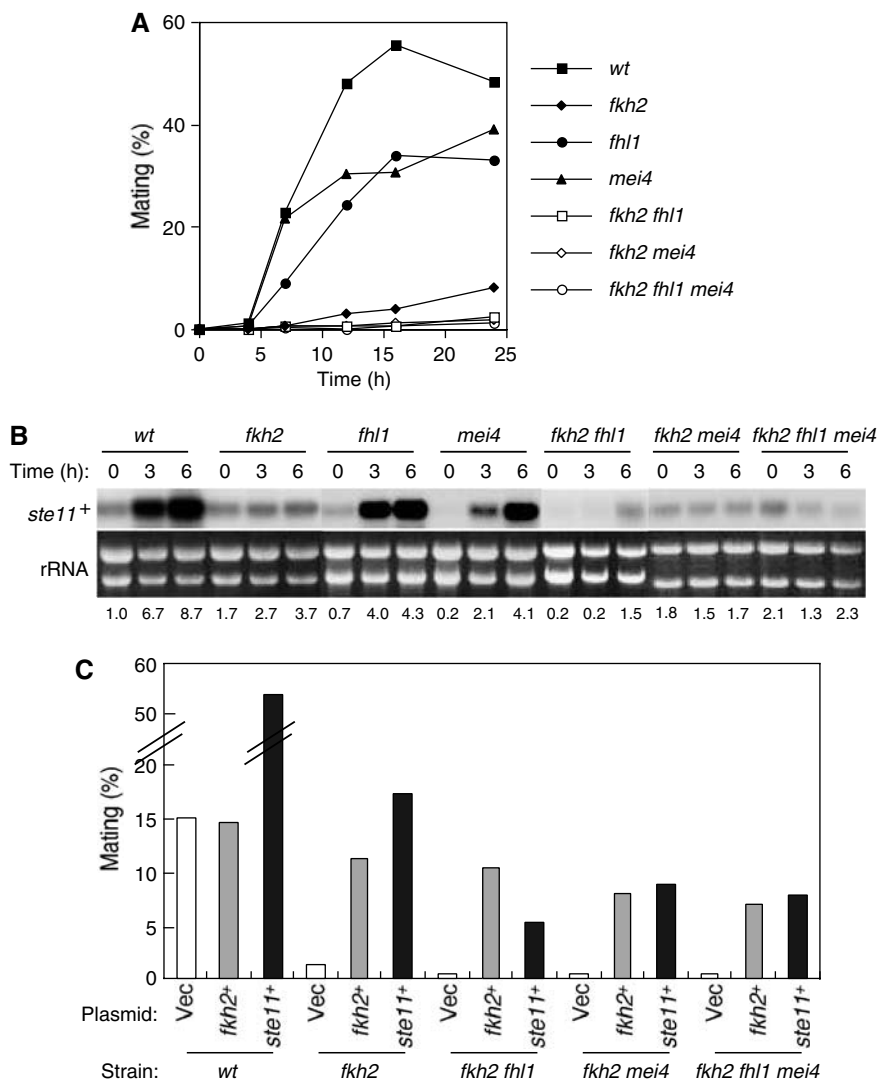 A
60
40
20
0
Mating (%)
0 5 10 15 20 25
Time (h)
wt
fkh2
fhl1
mei4
fkh2 fhl1
fkh2 mei4
fkh2 fhl1 mei4
B
wt fkh2 fhl1 mei4 fkh2 fhl1 fkh2 mei4 fkh2 fhl1 mei4
Time (h): 0 3 6 0 3 6 0 3 6 0 3 6 0 3 6 0 3 6 0 3 6
ste11+
rRNA
1.0 6.7 8.7 1.7 2.7 3.7 0.7 4.0 4.3 0.2 2.1 4.1 0.2 0.2 1.5 1.8 1.5 1.7 2.1 1.3 2.3
C
60
50
20
15
10
5
0
Mating (%)
Plasmid: Vec fkh2+ ste11+ Vec fkh2+ ste11+ Vec fkh2+ ste11+ Vec fkh2+ ste11+ Vec fkh2+ ste11+
Strain: wt fkh2 fkh2 fhl1 fkh2 mei4 fkh2 fhl1 mei4